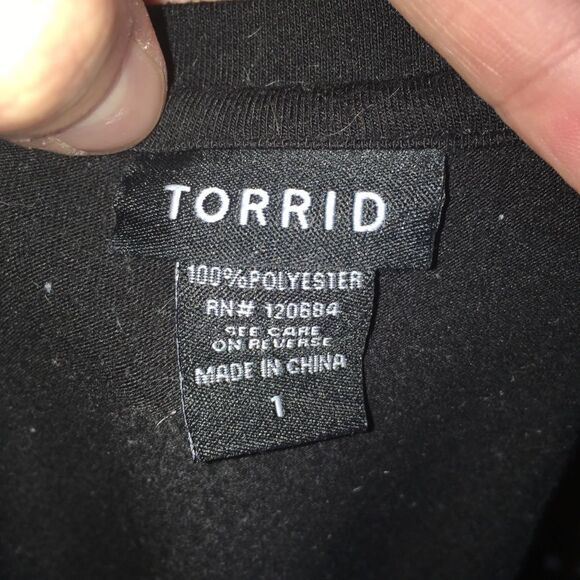 TORRID
100%POLYESTER
RN# 120684
SEE CARE
ON REVERSE
MADE IN CHINA
1